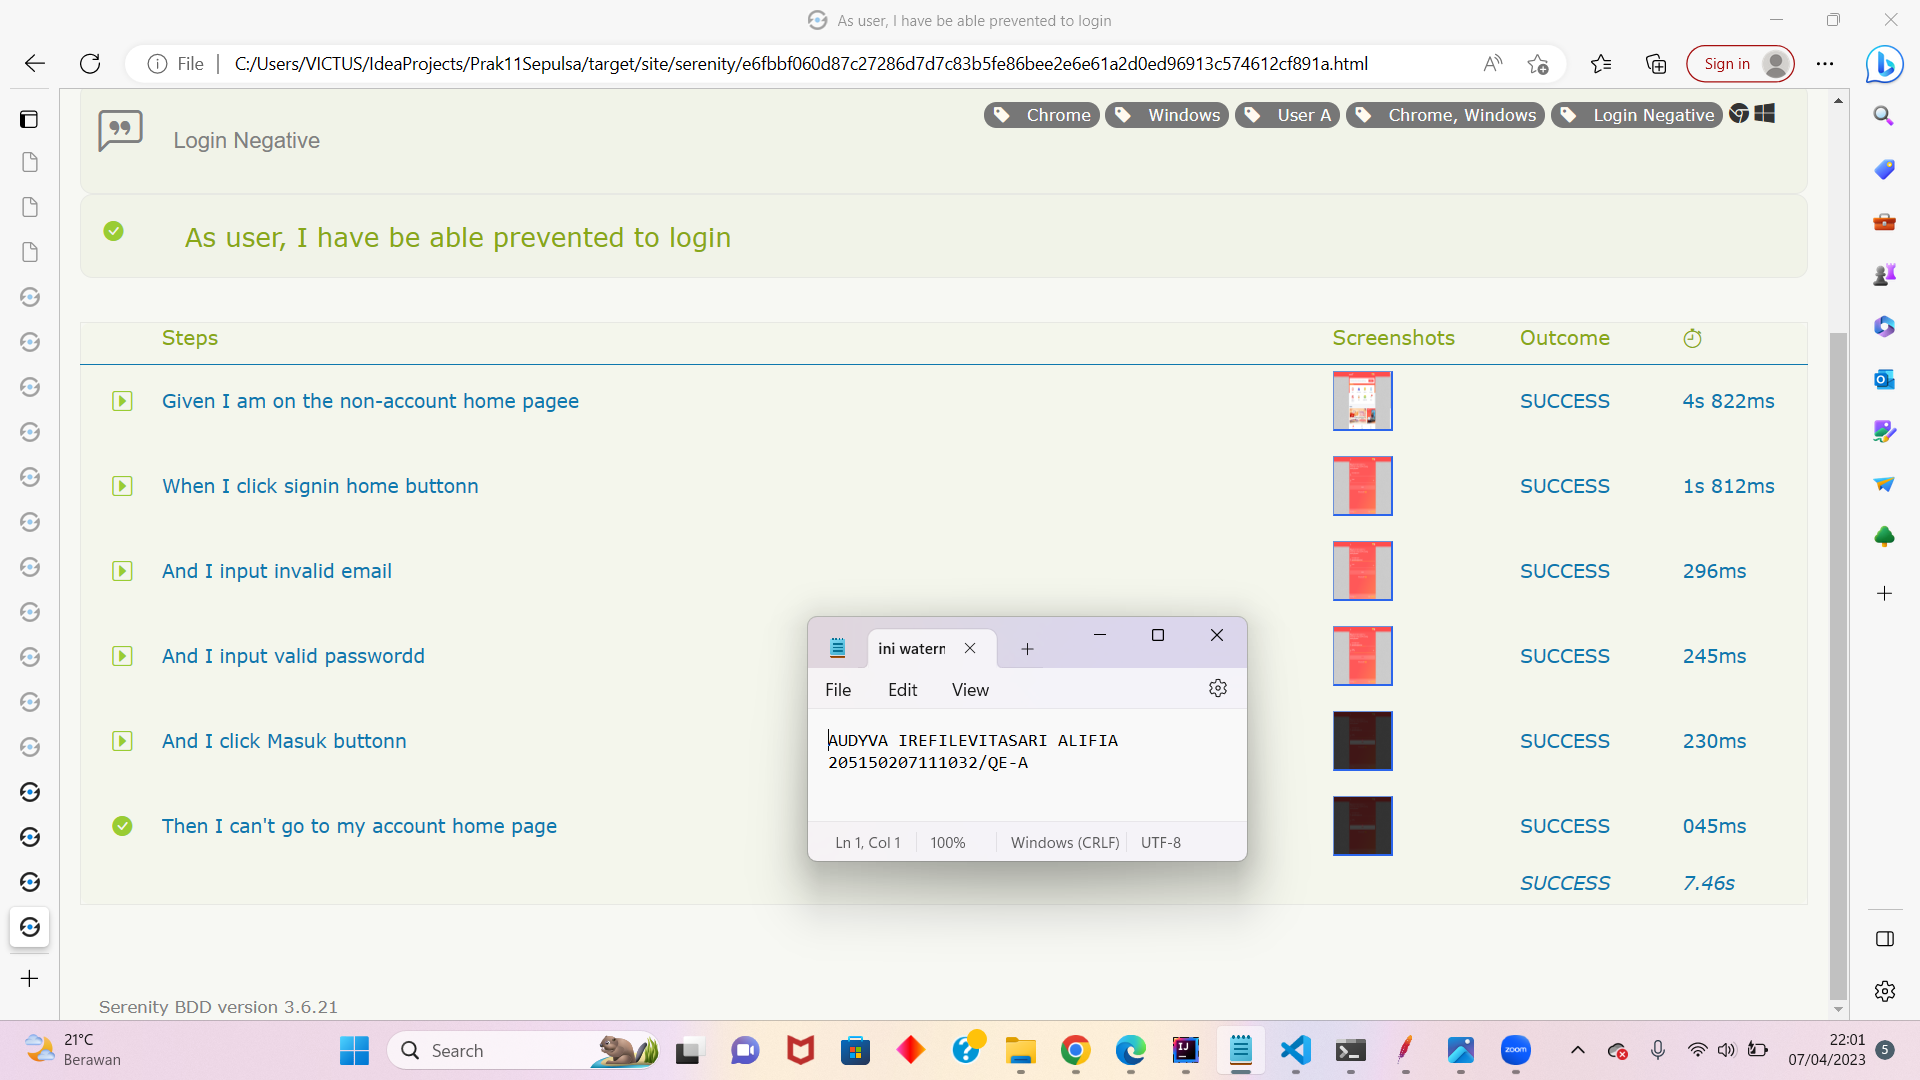 As user, I have be able prevented to login
File
C:/Users/VICTUS/IdeaProjects/Prak11Sepulsa/target/site/serenity/e6fbbf060d87c27286d7d7c83b5fe86bee2e6e61a2d0ed96913c574612cf891a.html
Sign in
Login Negative
Chrome
Windows
User A
Chrome, Windows
Login Negative
As user, I have be able prevented to login
Steps Screenshots Outcome
Given I am on the non-account home pagee SUCCESS 4s 822ms
When I click signin home buttonn SUCCESS 1s 812ms
And I input invalid email SUCCESS 296ms
And I input valid passwordd SUCCESS 245ms
And I click Masuk buttonn SUCCESS 230ms
Then I can't go to my account home page SUCCESS 045ms
SUCCESS 7.46s
ini watern
File Edit View
AUDYVA IREFILEVITASARI ALIFIA
205150207111032/QE-A
Ln 1, Col 1 100% Windows (CRLF) UTF-8
Serenity BDD version 3.6.21
21°C
Berawan
Search
zoom
22:01
07/04/2023
5